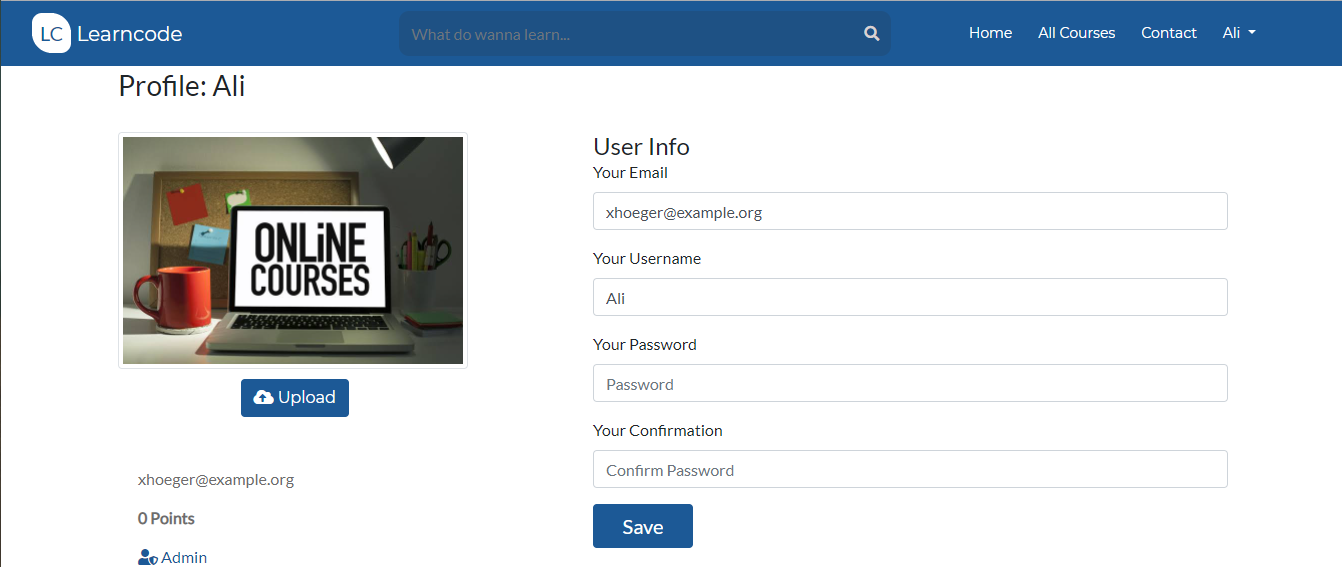 LC Learncode
What do wanna learn...
Home
All Courses
Contact
Ali
Profile: Ali
ONLiNE
COURSES
Upload
xhoeger@example.org
0 Points
Admin
User Info
Your Email
xhoeger@example.org
Your Username
Ali
Your Password
Password
Your Confirmation
Confirm Password
Save